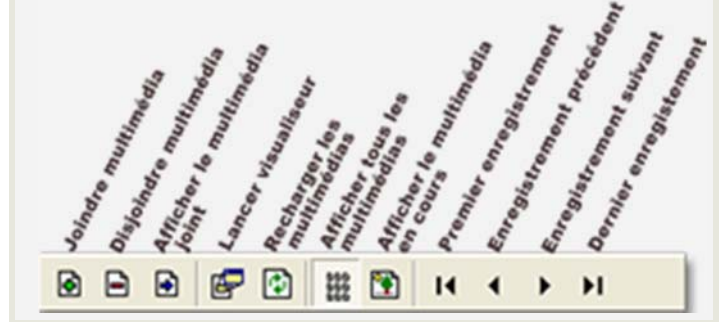 Joindre multimédia
Disjoindre multimédia
Afficher le multimédia
joint
Lancer visualiseur
Recharger les
multimédias
Afficher tous les
multimédias
Afficher le multimédia
en cours
Premier enregistrement
Enregistrement précédent
Enregistrement suivant
Dernier enregistement